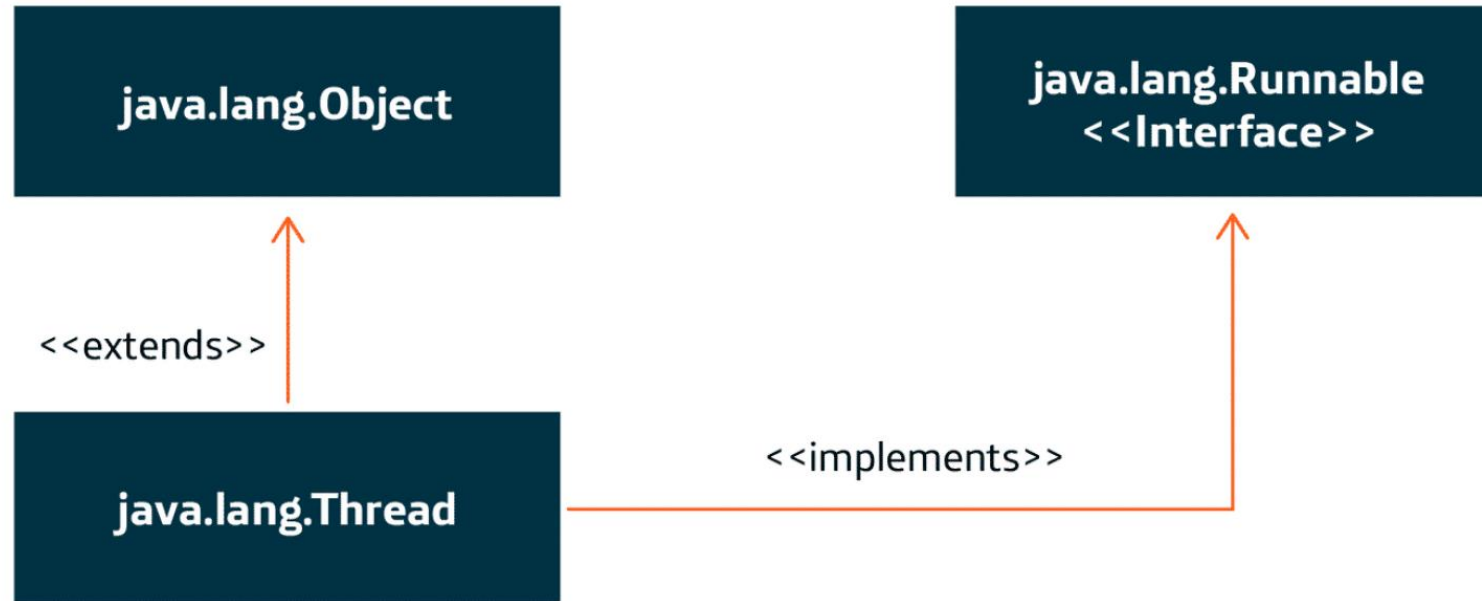 java.lang.Object
java.lang.Runnable
<<Interface>>
<<extends>>
<<implements>>
java.lang.Thread